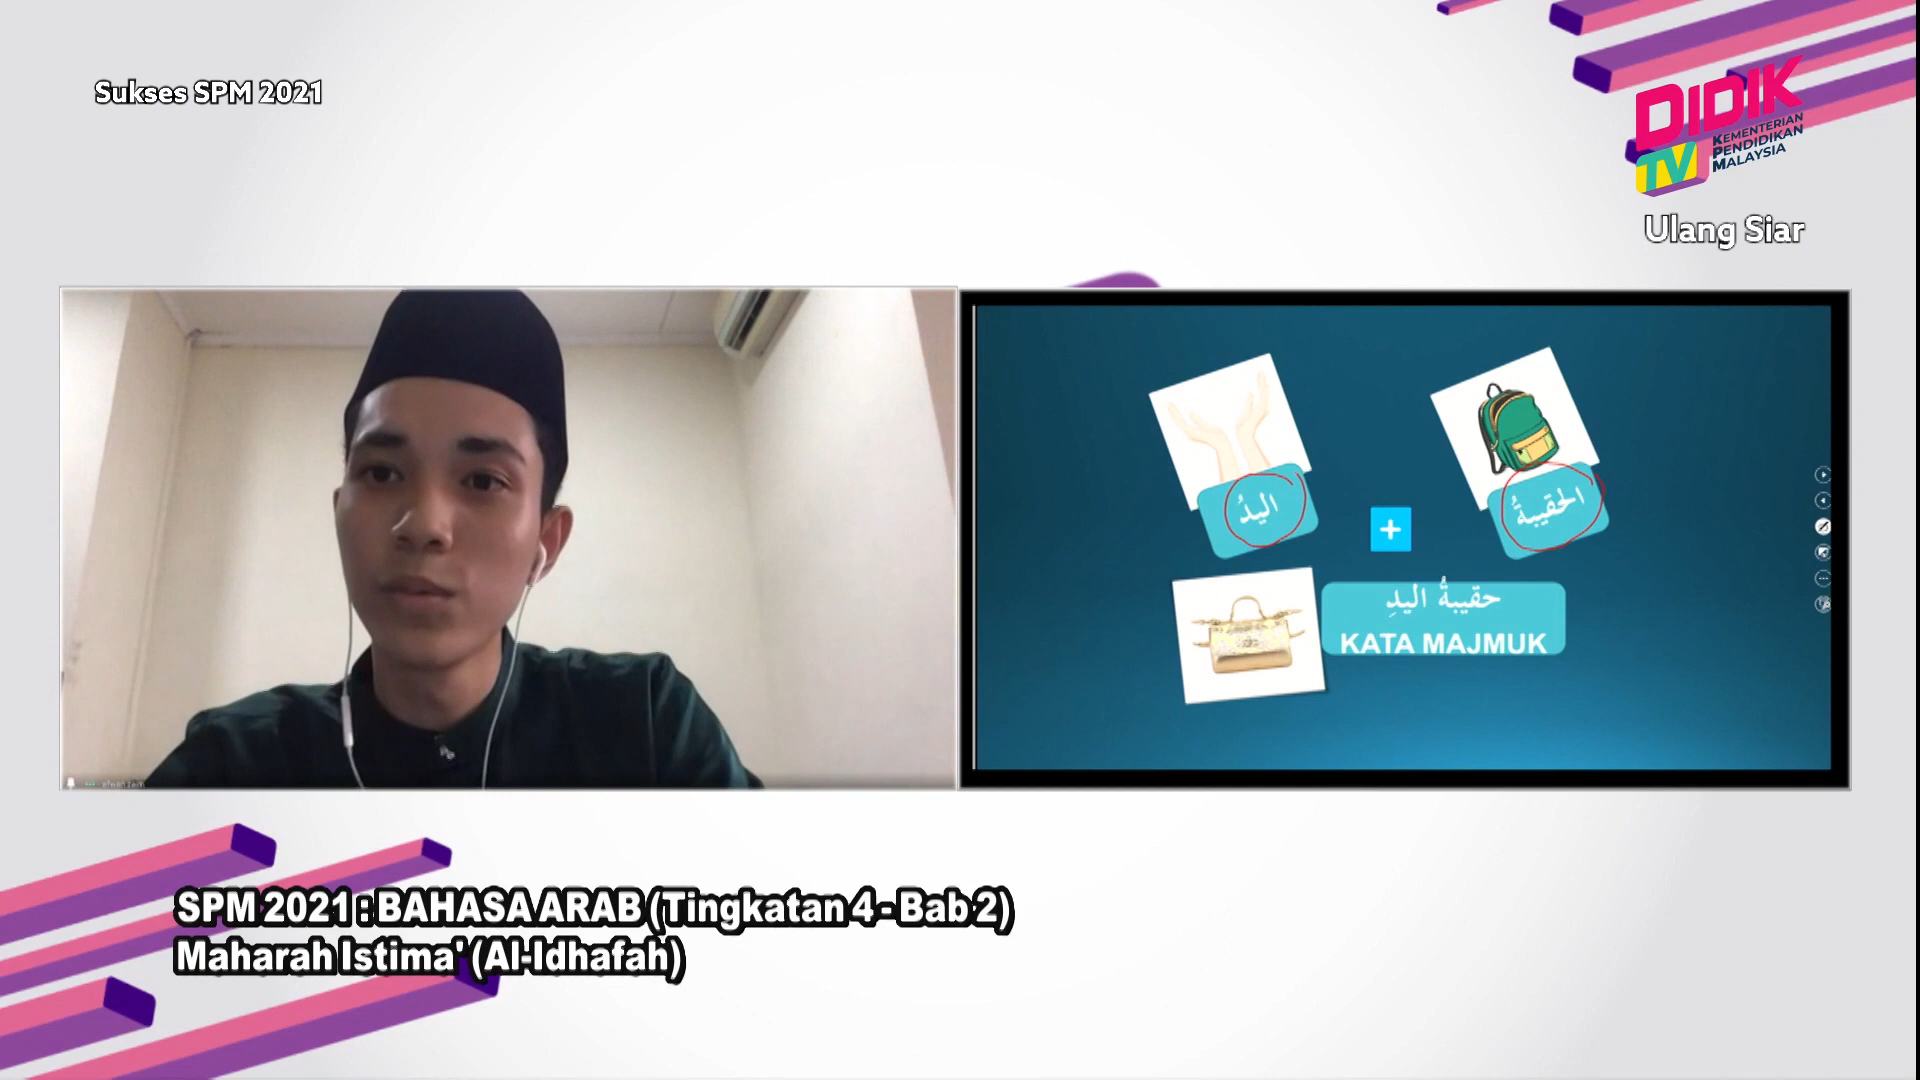 Sukses SPM 2021
DIDIK
TV
KEMENTERIAN
PENDIDIKAN
MALAYSIA
Ulang Siar
اليدُ
الحقيبةُ
+
حقيبةُ اليدِ
KATA MAJMUK
SPM 2021 : BAHASA ARAB (Tingkatan 4 - Bab 2)
Maharah Istima' (Al-Idhafah)